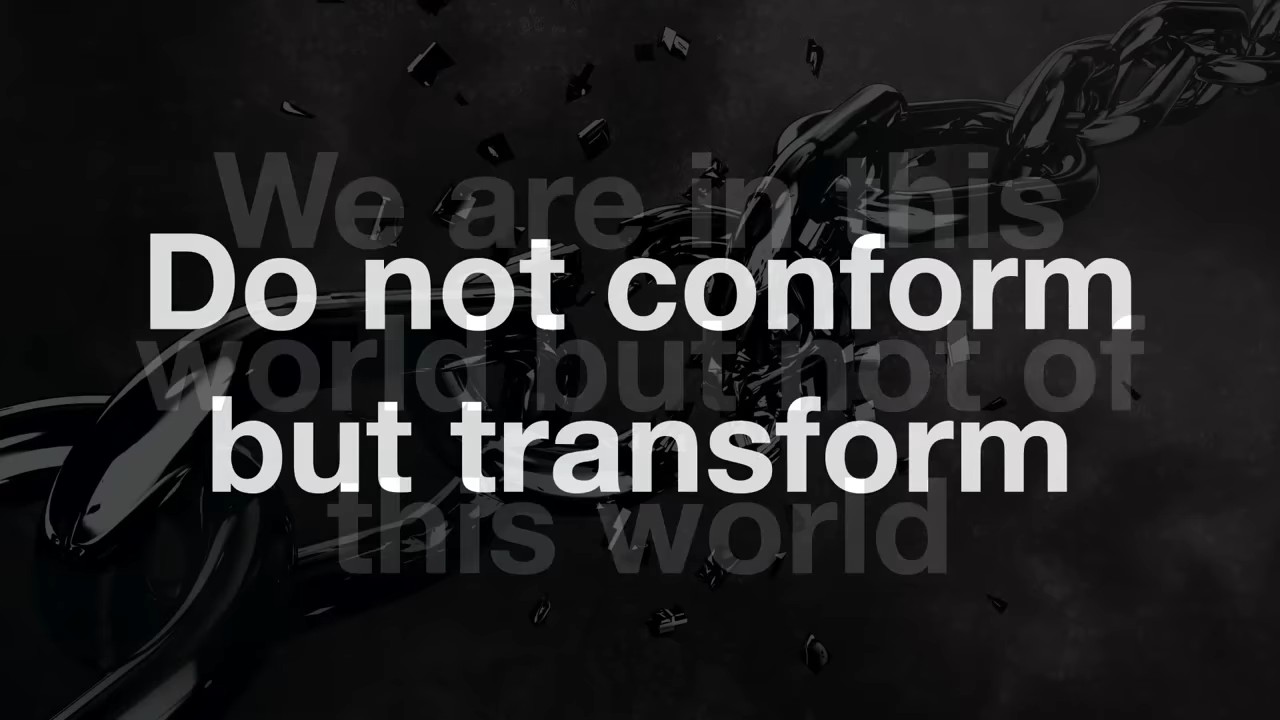 We are in this
Do not conform
world but not of
but transform
this world